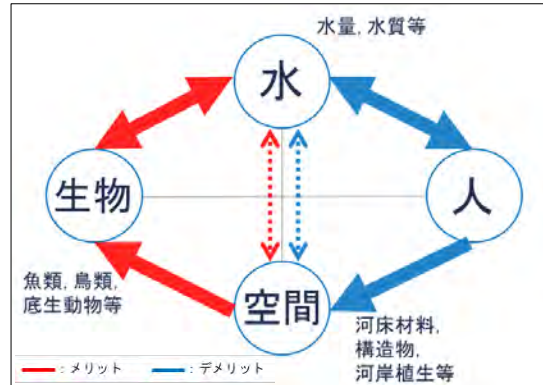 水量, 水質等
水
生物
人
魚類, 鳥類,
底生動物等
空間
河床材料,
構造物,
河岸植生等
: メリット
: デメリット